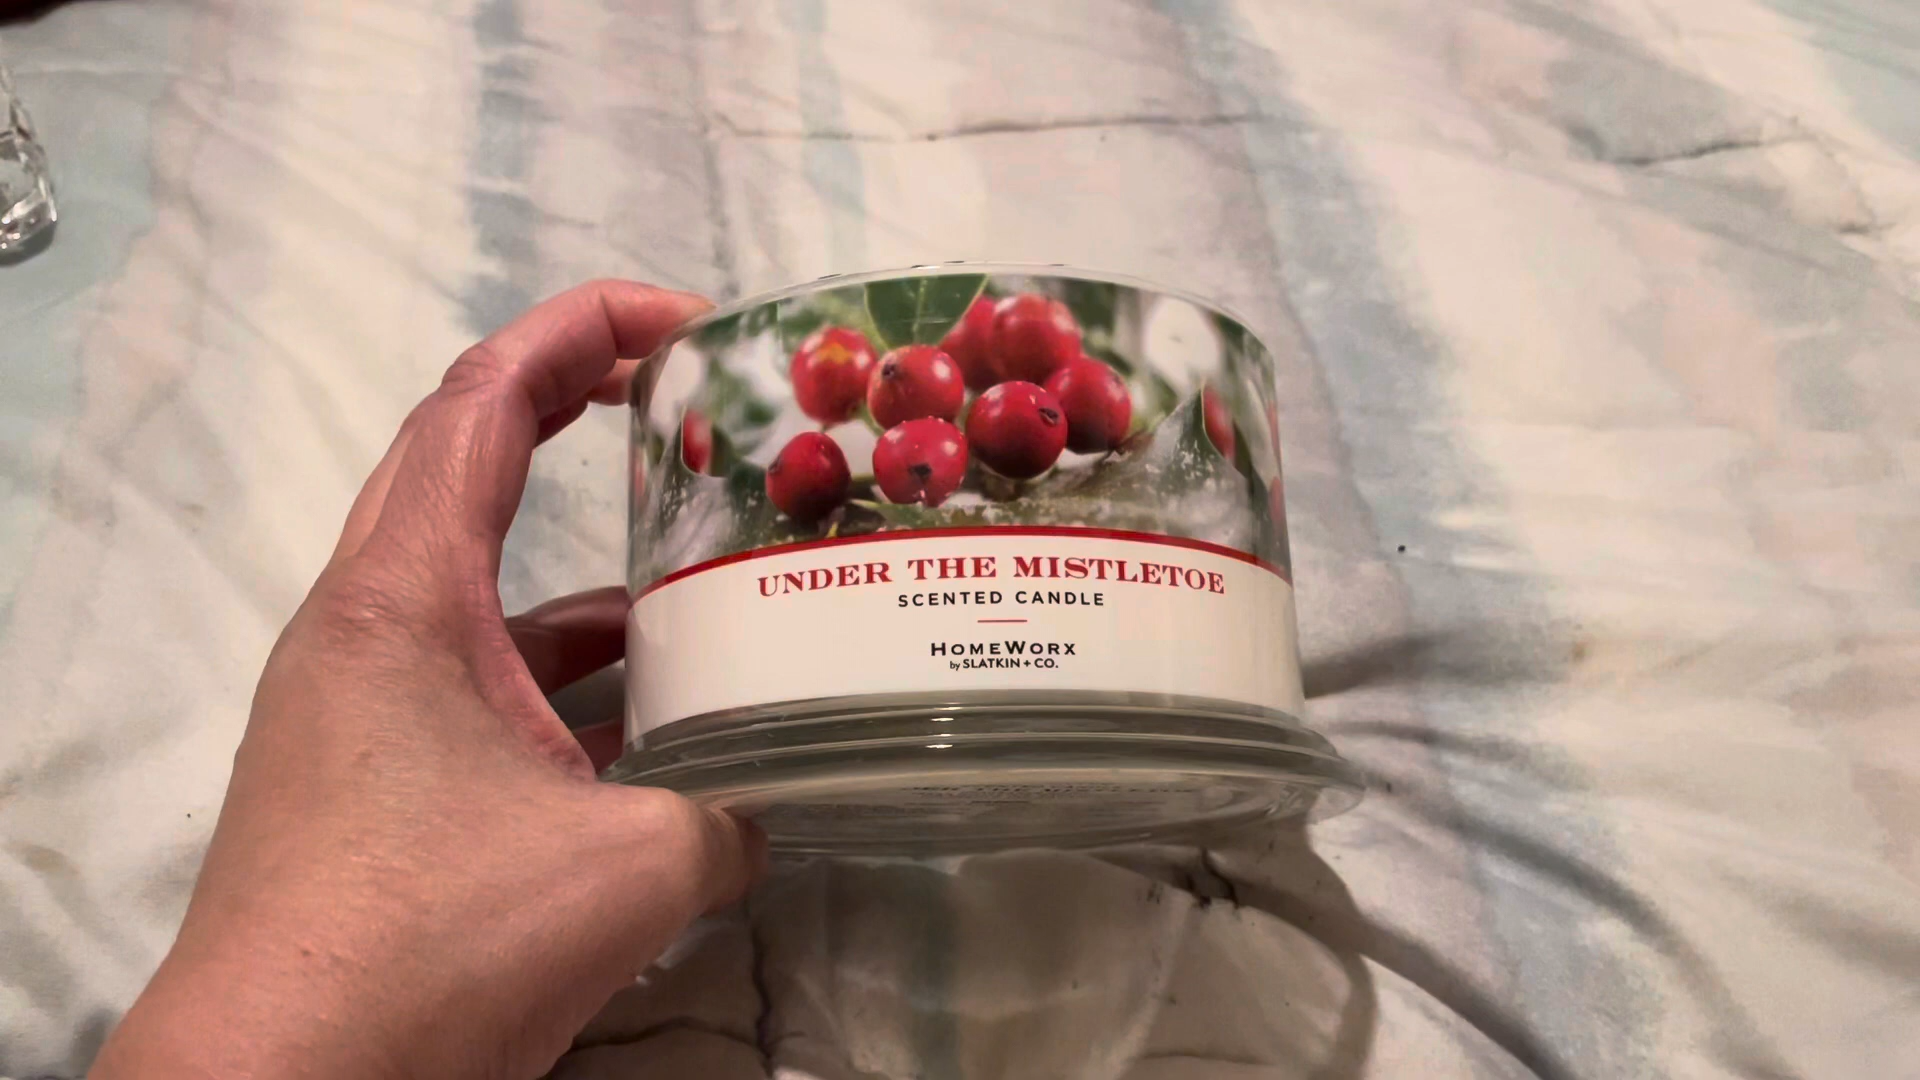 UNDER THE MISTLETOE
SCENTED CANDLE
HOMEWORX
by SLATKIN + CO.